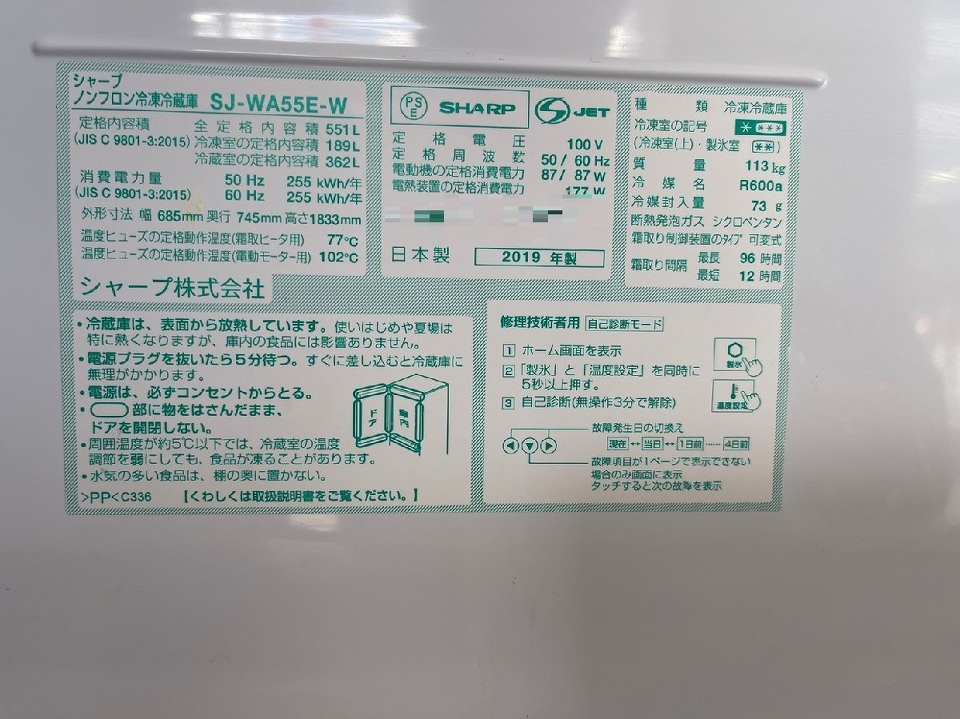 シャープ
ノンフロン冷凍冷蔵庫 SJ-WA55E-W
定格内容積 全定格内容積 551L
(JIS C 9801-3:2015) 冷凍室の定格内容積 189L
冷蔵室の定格内容積 362L
消費電力量 50 Hz 255 kWh/年
(JIS C 9801-3:2015) 60 Hz 255 kWh/年
外形寸法 幅 685mm 奥行 745mm 高さ 1833mm
温度ヒューズの定格動作温度(霜取ヒータ用) 77℃
温度ヒューズの定格動作温度(電動モーター用) 102℃
シャープ株式会社
PS E SHARP S JET
定格電圧 100 V
定格周波数 50/60 Hz
電動機の定格消費電力 87/87 W
電熱装置の定格消費電力 177 W
日本製 2019 年製
種類 冷凍冷蔵庫
冷凍室の記号 * ***
(冷凍室(上)・製氷室 **)
質量 113 kg
冷媒名 R600a
冷媒封入量 73 g
断熱発泡ガス シクロペンタン
霜取り制御装置のタイプ 可変式
霜取り間隔 最長 96 時間
最短 12 時間
・冷蔵庫は、表面から放熱しています。使いはじめや夏場は
特に熱くなりますが、庫内の食品には影響ありません。
・電源プラグを抜いたら5分待つ。すぐに差し込むと冷蔵庫に
無理がかかります。
・電源は、必ずコンセントからとる。
・ 部に物をはさんだまま、
ドアを開閉しない。
・周囲温度が約5℃以下では、冷蔵室の温度
調節を弱にしても、食品が凍ることがあります。
・水気の多い食品は、棚の奥に置かない。
>PP<C336 【くわしくは取扱説明書をご覧ください。】
ドア
庫内
修理技術者用 自己診断モード
1 ホーム画面を表示
2 「製氷」と「温度設定」を同時に
5秒以上押す。
3 自己診断(無操作3分で解除)
製氷
温度設定
故障発生日の切換え
現在 ↔ 当日 ↔ 1日前 …… 4日前
故障項目が1ページで表示できない
場合のみ画面に表示
タッチすると次の故障を表示